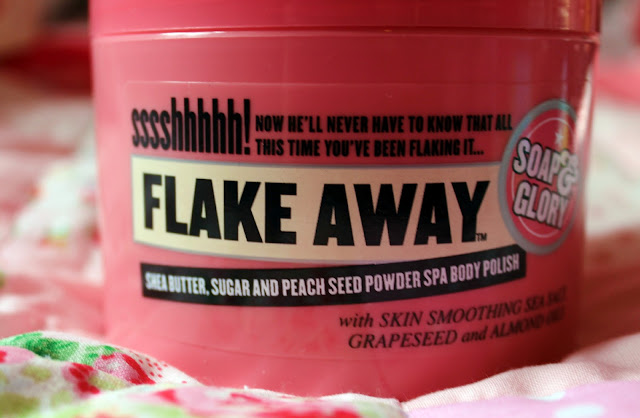 sssshhhhh! NOW HE'LL NEVER HAVE TO KNOW THAT ALL
THIS TIME YOU'VE BEEN FLAKING IT...
FLAKE AWAY™
SOAP &
GLORY
SHEA BUTTER, SUGAR AND PEACH SEED POWDER SPA BODY POLISH
with SKIN SMOOTHING SEA SALT
GRAPESEED and ALMOND OILS